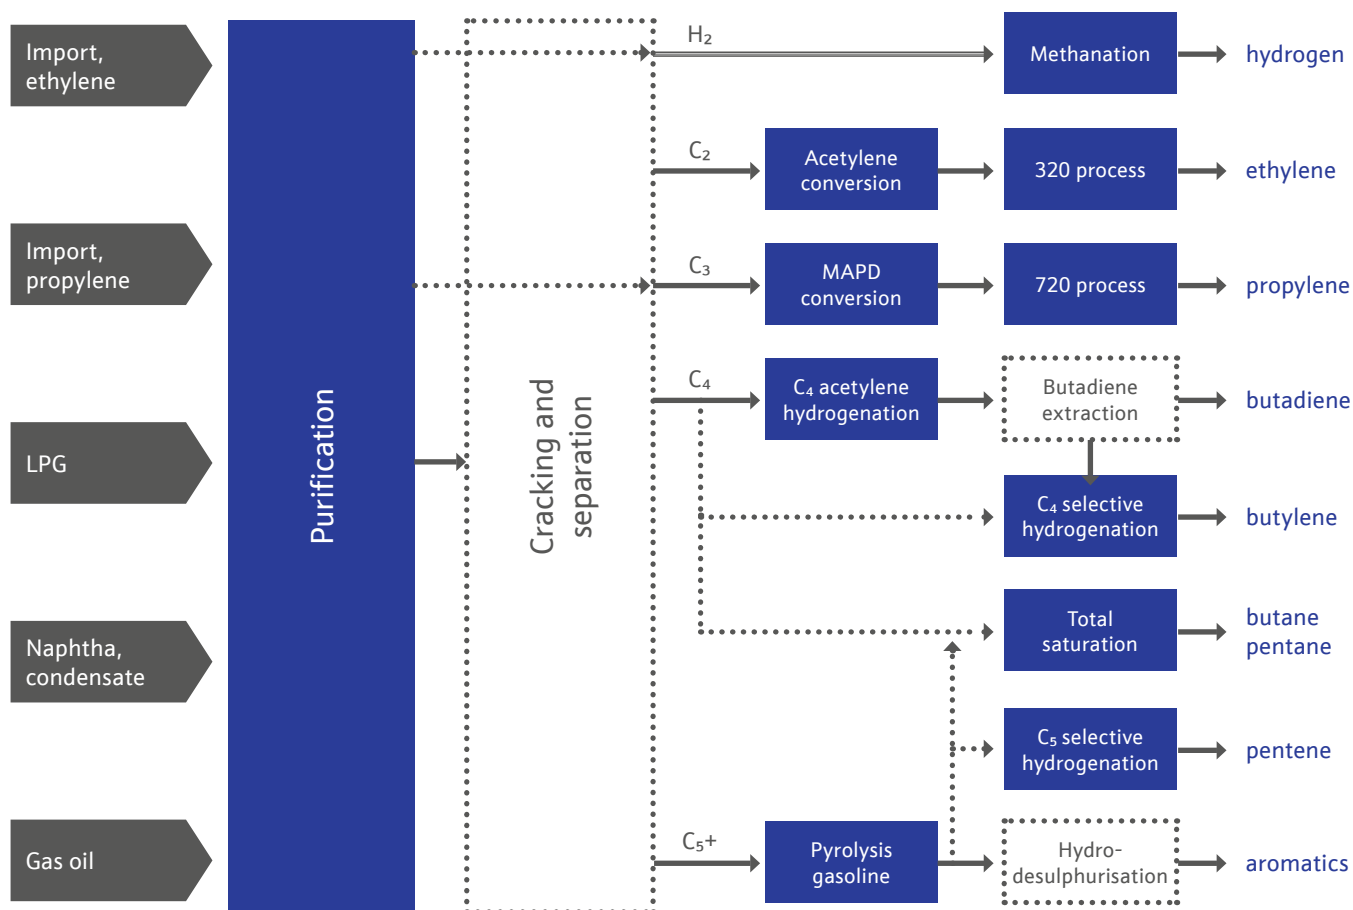 Import,
ethylene
Import,
propylene
LPG
Naphtha,
condensate
Gas oil
Purification
Cracking and
separation
H₂
Methanation
hydrogen
C₂
Acetylene
conversion
320 process
ethylene
C₃
MAPD
conversion
720 process
propylene
C₄
C₄ acetylene
hydrogenation
Butadiene
extraction
butadiene
C₄ selective
hydrogenation
butylene
Total
saturation
butane
pentane
C₅ selective
hydrogenation
pentene
C₅+
Pyrolysis
gasoline
Hydro-
desulphurisation
aromatics